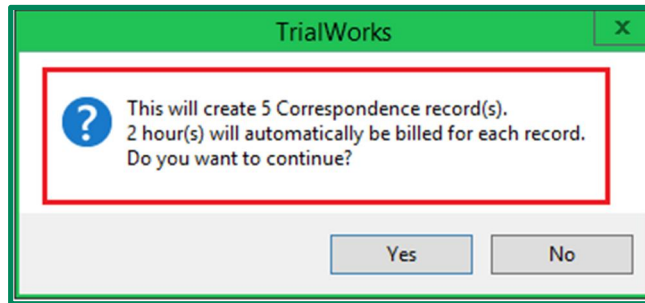 TrialWorks
x
?
This will create 5 Correspondence record(s).
2 hour(s) will automatically be billed for each record.
Do you want to continue?
Yes
No